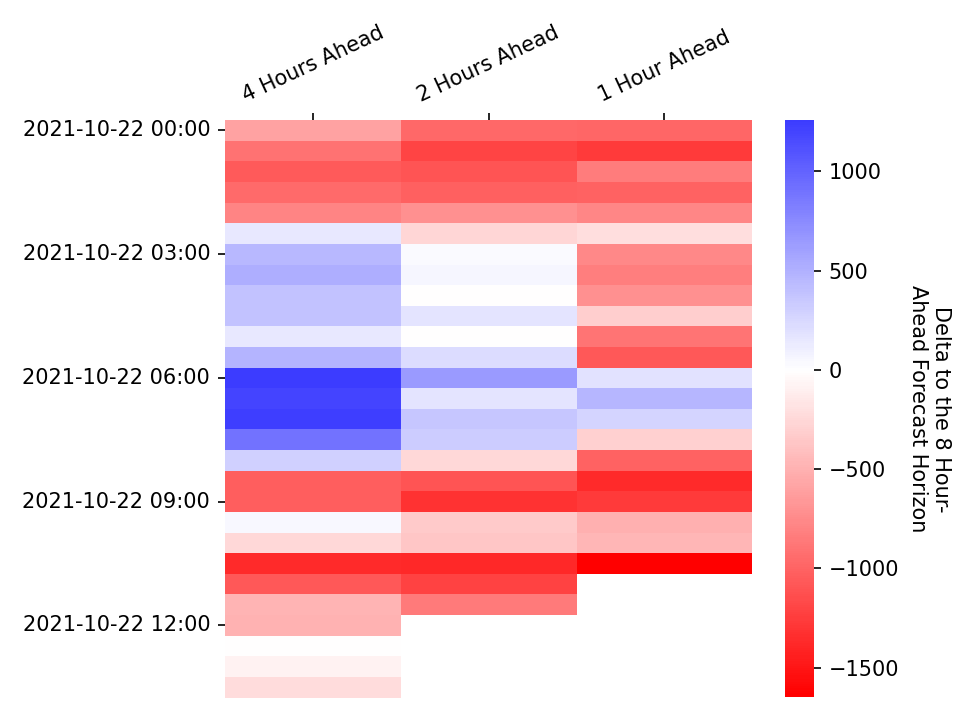 4 Hours Ahead
2 Hours Ahead
1 Hour Ahead
2021-10-22 00:00
2021-10-22 03:00
2021-10-22 06:00
2021-10-22 09:00
2021-10-22 12:00
1000
500
0
−500
−1000
−1500
Delta to the 8 Hour-
Ahead Forecast Horizon